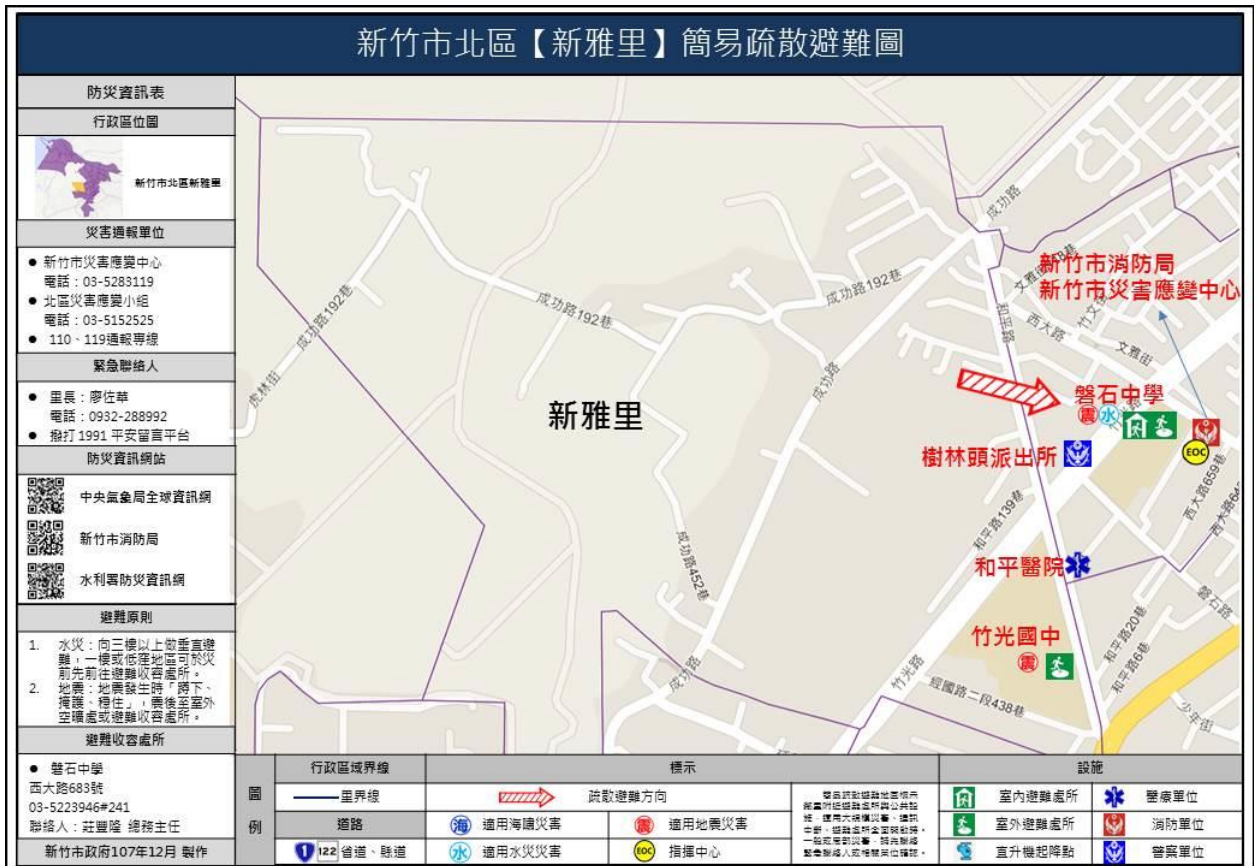 新竹市北區【新雅里】簡易疏散避難圖
防災資訊表
行政區位圖
新竹市北區新雅里
災害通報單位
● 新竹市災害應變中心
電話：03-5283119
● 北區災害應變小組
電話：03-5152525
● 110、119通報專線
緊急聯絡人
● 里長：廖佐華
電話：0932-288992
● 撥打 1991 平安留言平台
防災資訊網站
中央氣象局全球資訊網
新竹市消防局
水利署防災資訊網
避難原則
1. 水災：向三樓以上做垂直避
難，一樓或低窪地區可於災
前先前往避難收容處所。
2. 地震：地震發生時「蹲下、
掩護、穩住」，震後至室外
空曠處或避難收容處所。
避難收容處所
● 磐石中學
西大路683號
03-5223946#241
聯絡人：莊豐隆 總務主任
新竹市政府107年12月 製作
成功路192巷
成功路192巷
成功路192巷
虎林街
成功路
成功路
成功路
成功路452巷
新雅里
和平路
西大路
竹文街
文雅街
新竹市消防局
新竹市災害應變中心
磐石中學
震
水
EOC
樹林頭派出所
西大路659巷
和平路139巷
和平醫院
竹光國中
震
竹光路
經國路二段438巷
和平路20巷
和平路6巷
磐石路
少年街
圖例
行政區域界線
里界線
道路
1 122 省道、縣道
標示
疏散避難方向
海 適用海嘯災害
震 適用地震災害
水 適用水災災害
EOC 指揮中心
設施
室內避難處所
醫療單位
室外避難處所
消防單位
直升機起降點
警察單位